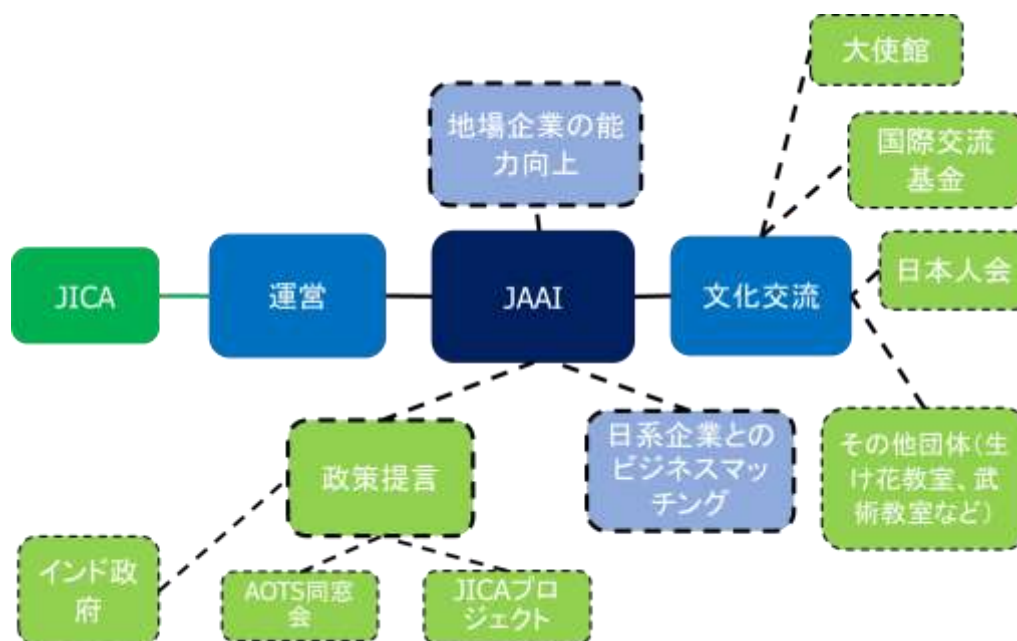 大使館
地場企業の能
力向上
国際交流
基金
JICA
運営
JAAI
文化交流
日本人会
政策提言
日系企業との
ビジネスマッ
チング
その他団体(生
け花教室、武
術教室など)
インド政
府
AOTS同窓
会
JICAプロ
ジェクト